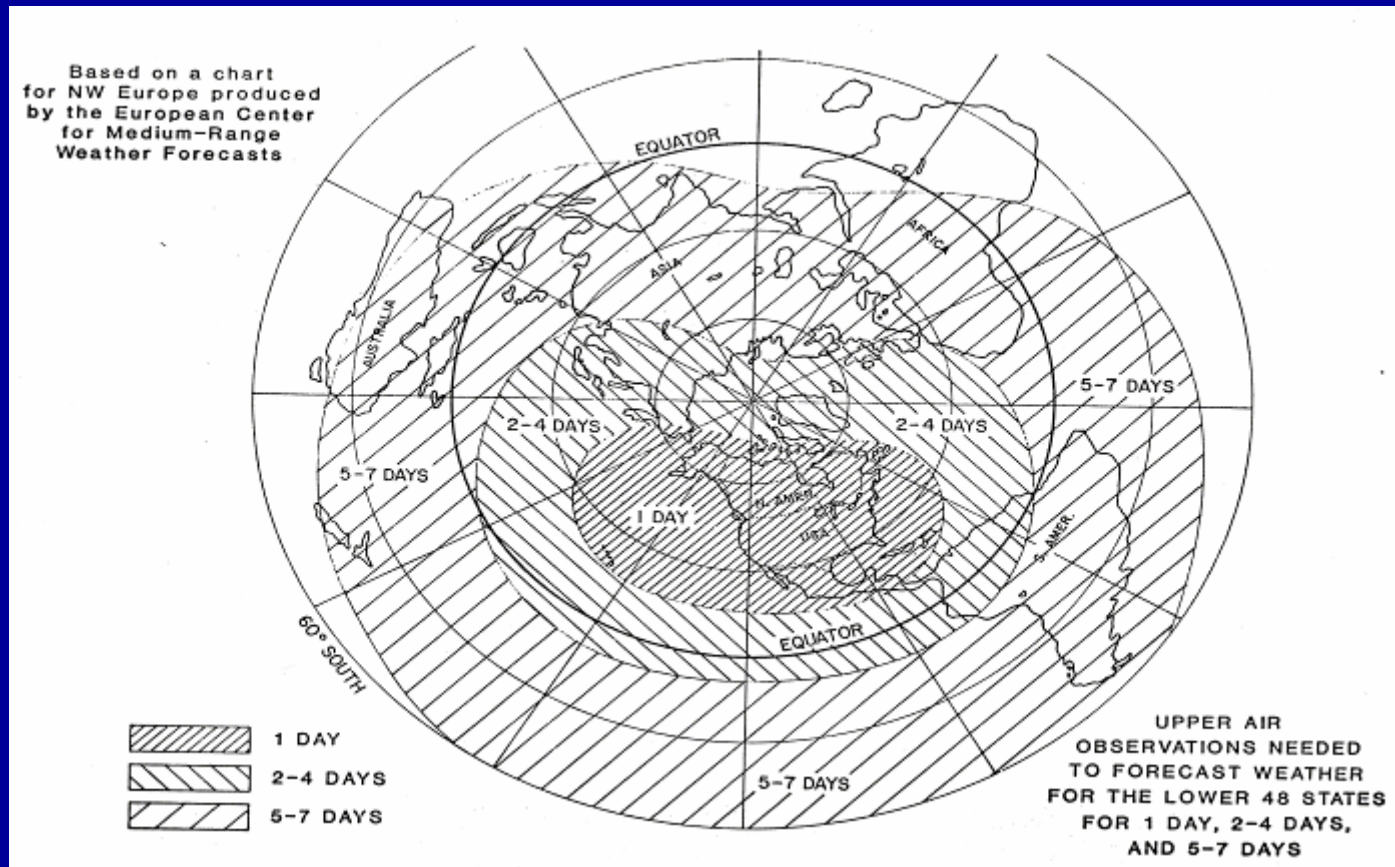 Based on a chart
for NW Europe produced
by the European Center
for Medium-Range
Weather Forecasts
EQUATOR
AFRICA
ASIA
AUSTRALIA
5-7 DAYS
2-4 DAYS
2-4 DAYS
5-7 DAYS
N. AMER.
1 DAY
USA
S. AMER.
EQUATOR
60° SOUTH
5-7 DAYS
1 DAY
2-4 DAYS
5-7 DAYS
UPPER AIR
OBSERVATIONS NEEDED
TO FORECAST WEATHER
FOR THE LOWER 48 STATES
FOR 1 DAY, 2-4 DAYS,
AND 5-7 DAYS